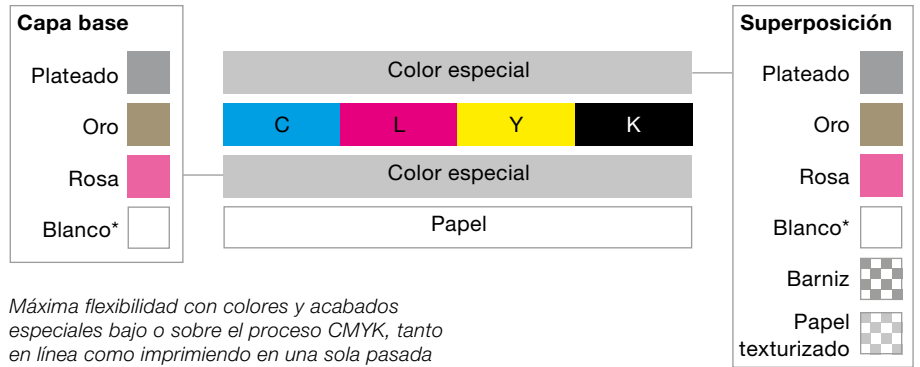 Capa base
Plateado
Oro
Rosa
Blanco*
Color especial
C L Y K
Color especial
Papel
Superposición
Plateado
Oro
Rosa
Blanco*
Barniz
Papel
texturizado
Máxima flexibilidad con colores y acabados
especiales bajo o sobre el proceso CMYK, tanto
en línea como imprimiendo en una sola pasada